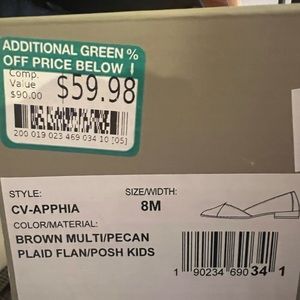 ADDITIONAL GREEN %
OFF PRICE BELOW !
Comp.
Value
$90.00
$59.98
200 019 023 469 034 10 [05]
STYLE:
SIZE/WIDTH:
CV-APPHIA
8M
COLOR/MATERIAL:
BROWN MULTI/PECAN
PLAID FLAN/POSH KIDS
1 90234 69034 1